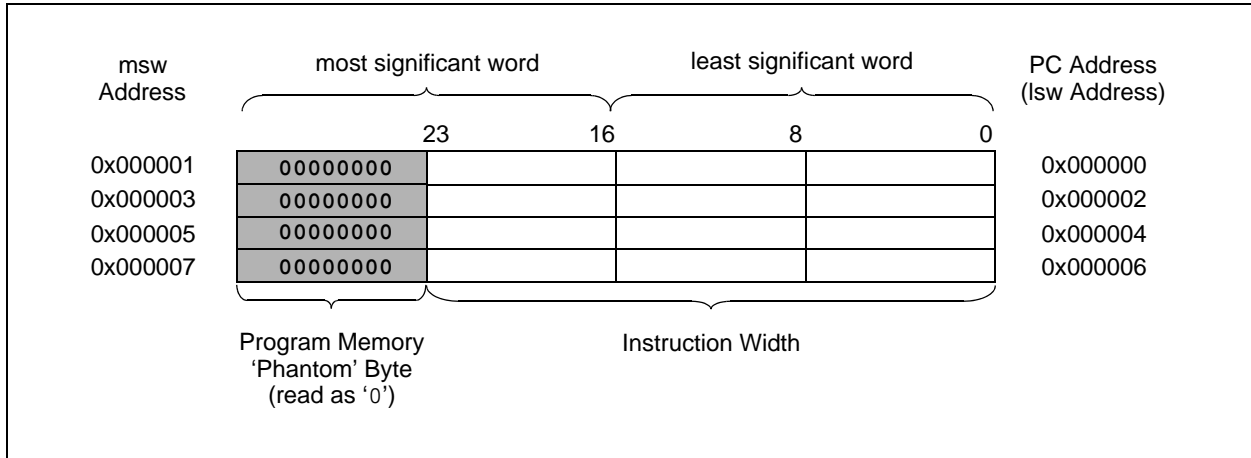 msw
Address
most significant word
least significant word
PC Address
(lsw Address)
23
16
8
0
0x000001
00000000
0x000000
0x000003
00000000
0x000002
0x000005
00000000
0x000004
0x000007
00000000
0x000006
Program Memory
‘Phantom’ Byte
(read as ‘0’)
Instruction Width